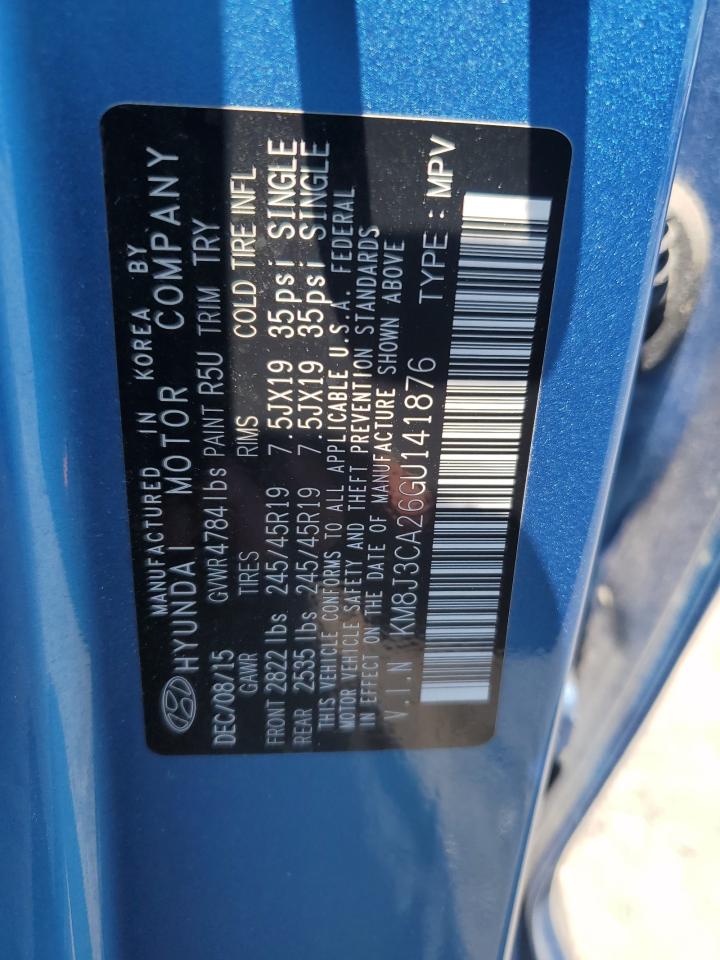 MANUFACTURED IN KOREA BY
HYUNDAI MOTOR COMPANY
DEC/08/15 GWR4784lbs PAINT R5U TRIM TRY
GAWR TIRES RIMS COLD TIRE INFL
FRONT 2822 lbs 245/45R19 7.5JX19 35psi SINGLE
REAR 2535 lbs 245/45R19 7.5JX19 35psi SINGLE
THIS VEHICLE CONFORMS TO ALL APPLICABLE U.S.A. FEDERAL
MOTOR VEHICLE SAFETY AND THEFT PREVENTION STANDARDS
IN EFFECT ON THE DATE OF MANUFACTURE SHOWN ABOVE
V.I.N KM8J3CA26GU141876 TYPE : MPV